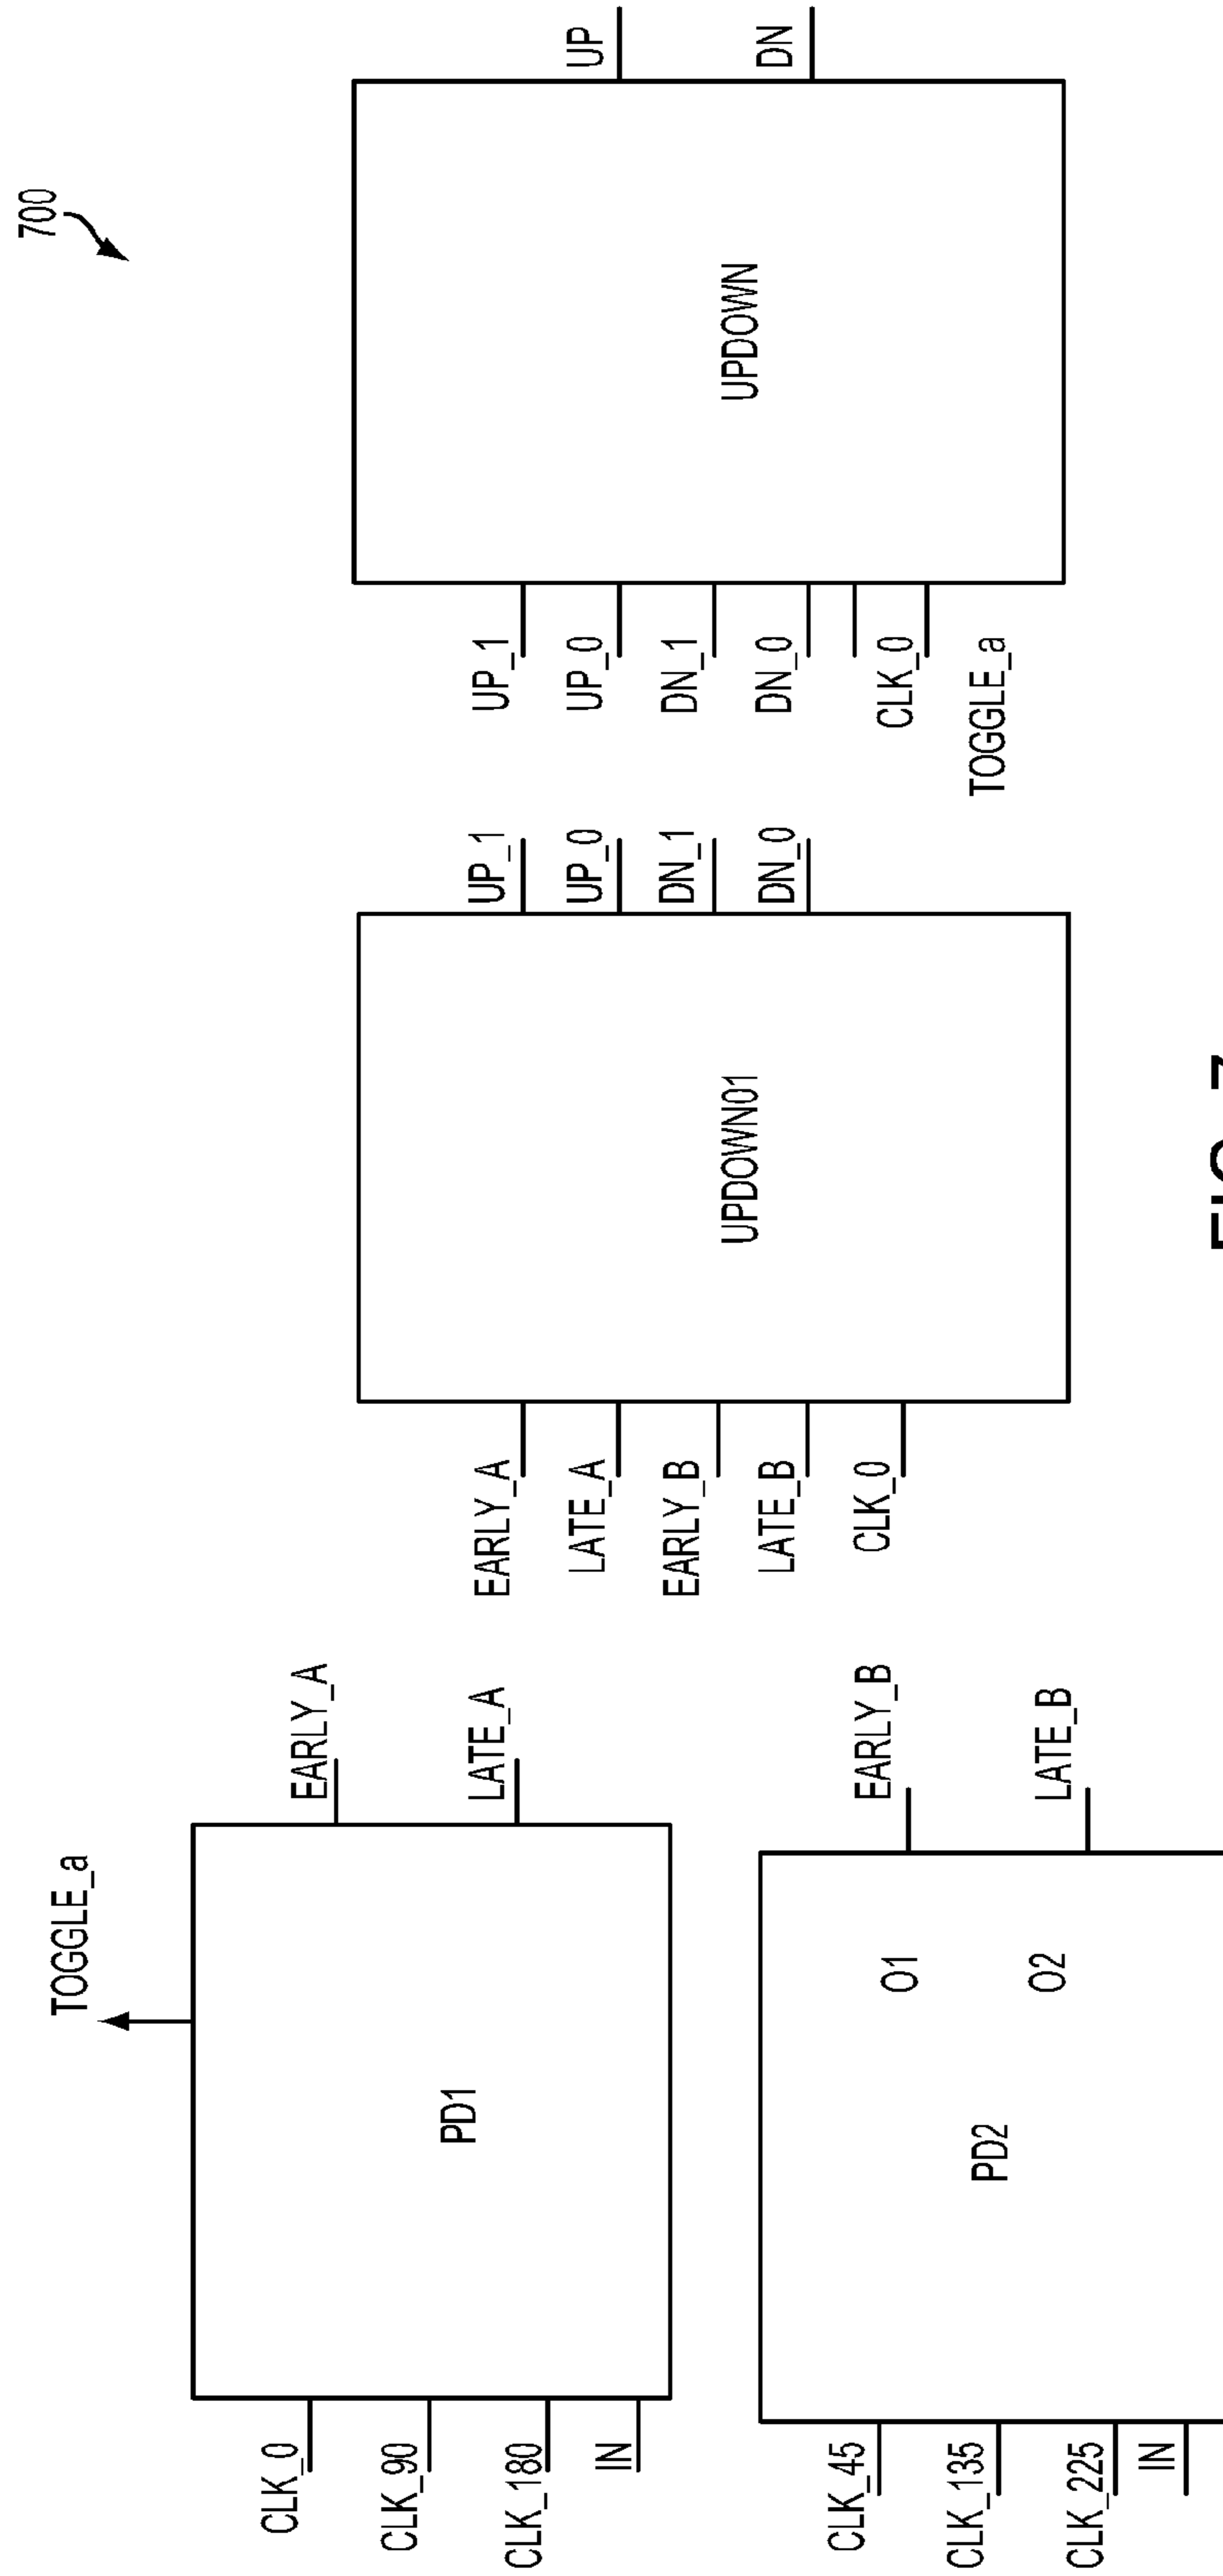 700
TOGGLE_a
CLK_0
CLK_90
CLK_180
IN
PD1
EARLY_A
LATE_A
CLK_45
CLK_135
CLK_225
IN
PD2
O1
O2
EARLY_B
LATE_B
EARLY_A
LATE_A
EARLY_B
LATE_B
CLK_0
UPDOWN01
UP_1
UP_0
DN_1
DN_0
UP_1
UP_0
DN_1
DN_0
CLK_0
TOGGLE_a
UPDOWN
UP
DN